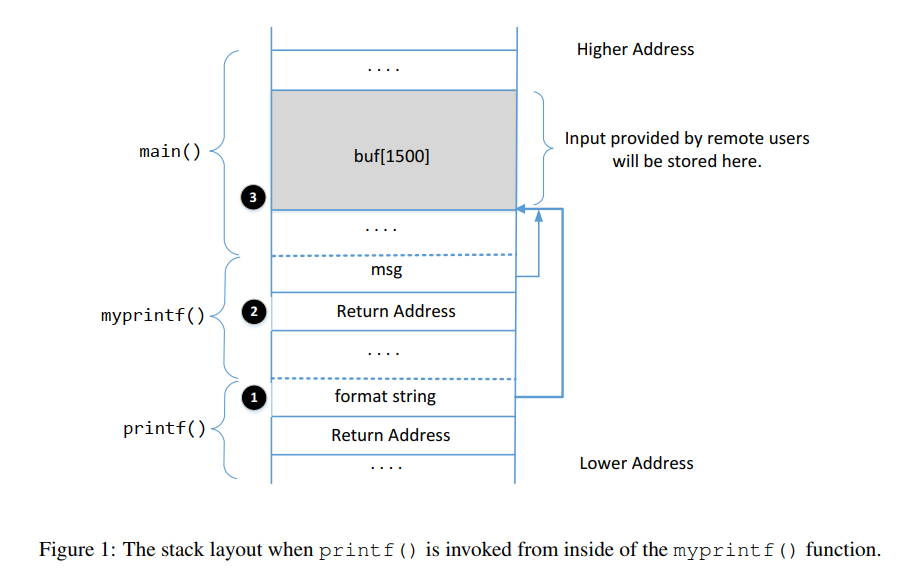 Higher Address
. . . .
main()
buf[1500]
Input provided by remote users
will be stored here.
3
. . . .
msg
myprintf()
2
Return Address
. . . .
1
format string
printf()
Return Address
. . . .
Lower Address
Figure 1: The stack layout when printf() is invoked from inside of the myprintf() function.